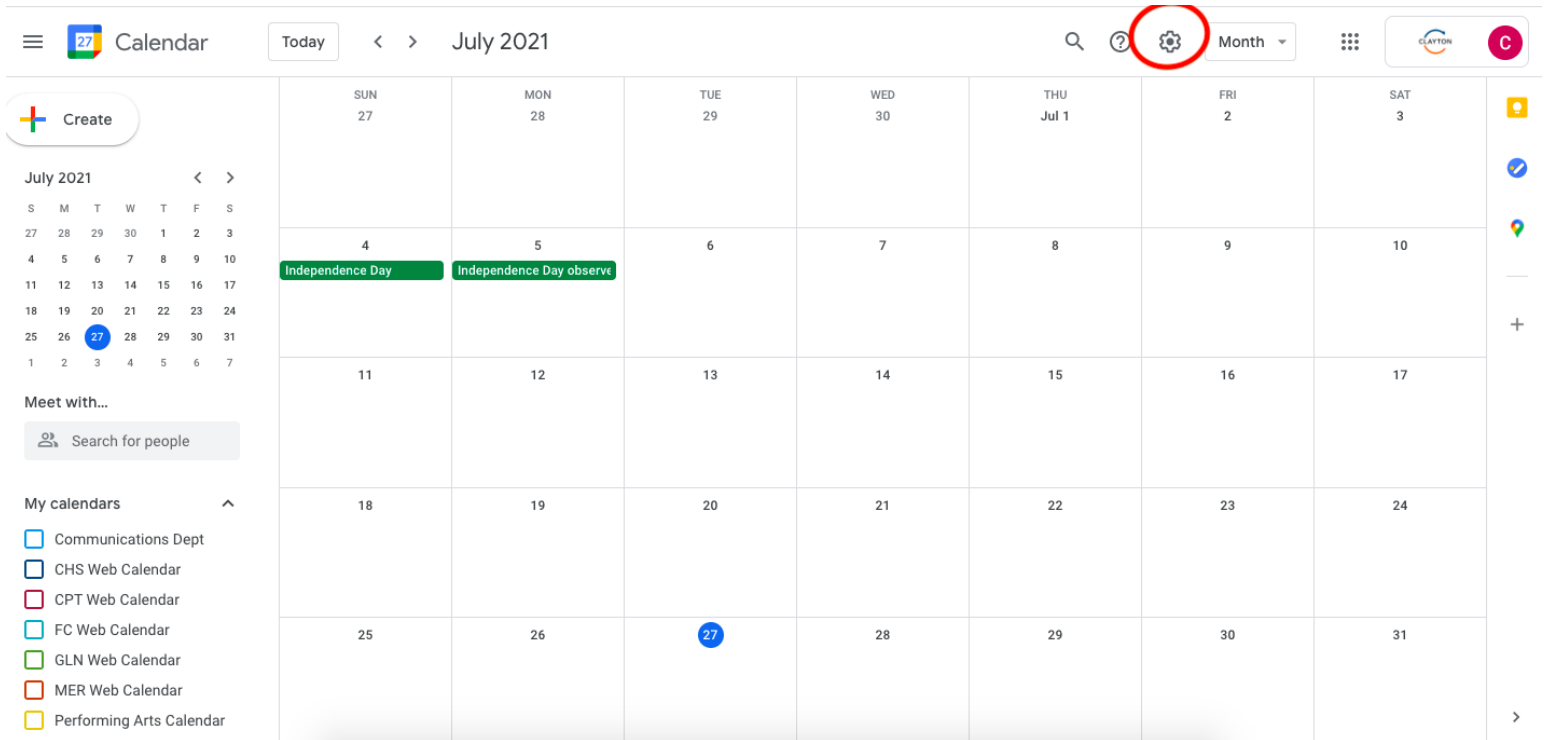 27 Calendar Today July 2021 Month CLAYTON C
Create
July 2021
S M T W T F S
27 28 29 30 1 2 3
4 5 6 7 8 9 10
11 12 13 14 15 16 17
18 19 20 21 22 23 24
25 26 27 28 29 30 31
1 2 3 4 5 6 7
Meet with...
Search for people
My calendars
Communications Dept
CHS Web Calendar
CPT Web Calendar
FC Web Calendar
GLN Web Calendar
MER Web Calendar
Performing Arts Calendar
SUN MON TUE WED THU FRI SAT
27 28 29 30 Jul 1 2 3
4 5 6 7 8 9 10
Independence Day Independence Day observe
11 12 13 14 15 16 17
18 19 20 21 22 23 24
25 26 27 28 29 30 31